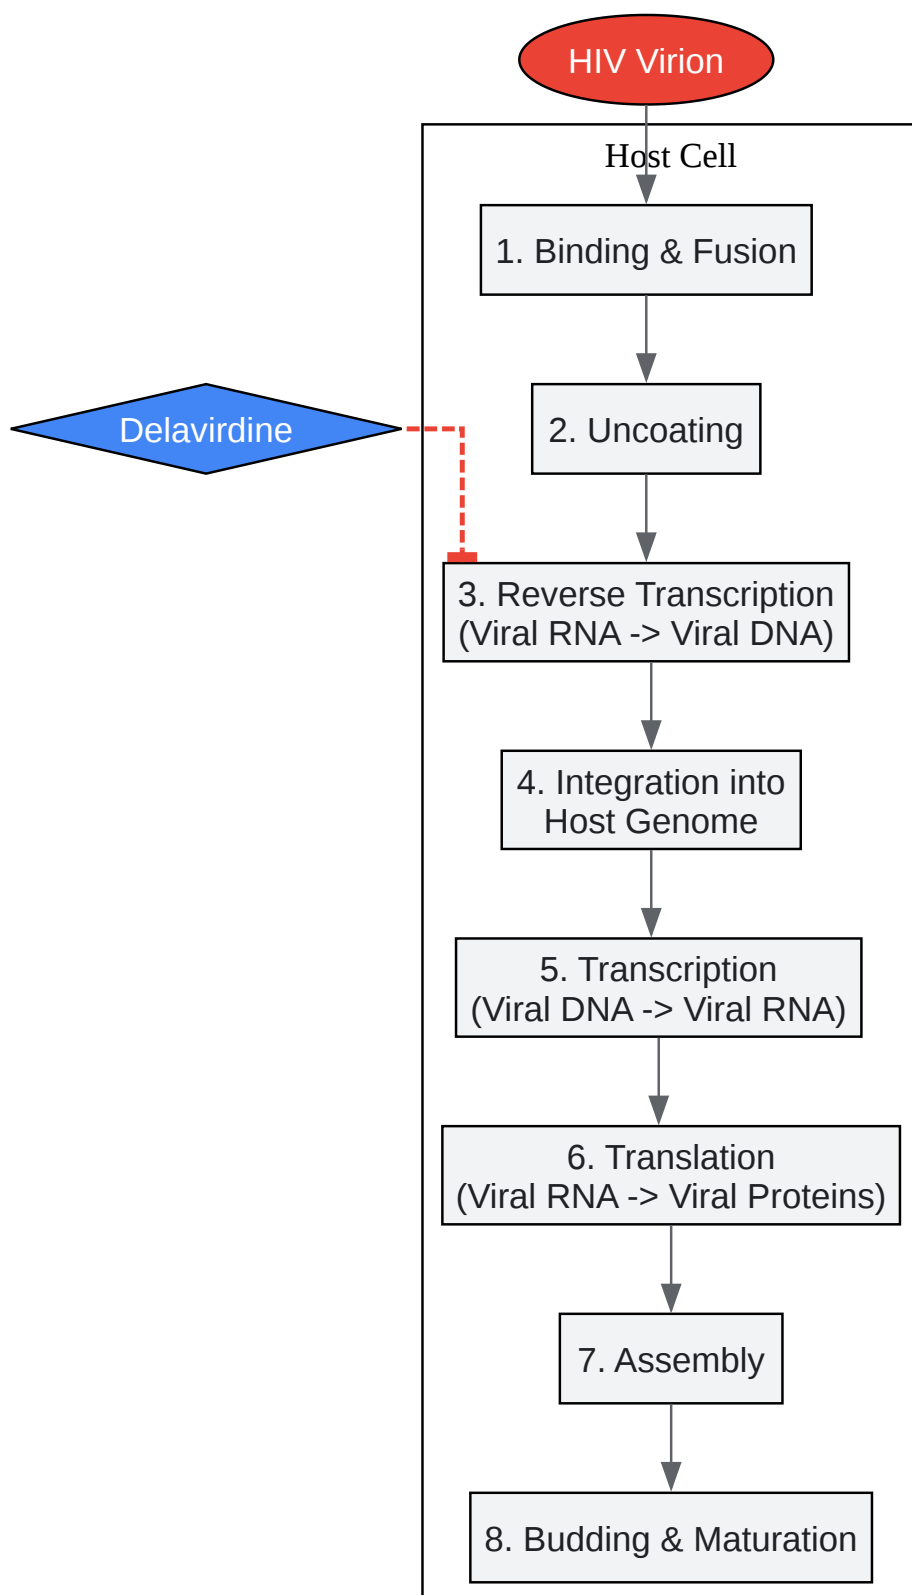 HIV Virion
Host Cell
1. Binding & Fusion
2. Uncoating
Delavirdine
3. Reverse Transcription
(Viral RNA -> Viral DNA)
4. Integration into
Host Genome
5. Transcription
(Viral DNA -> Viral RNA)
6. Translation
(Viral RNA -> Viral Proteins)
7. Assembly
8. Budding & Maturation